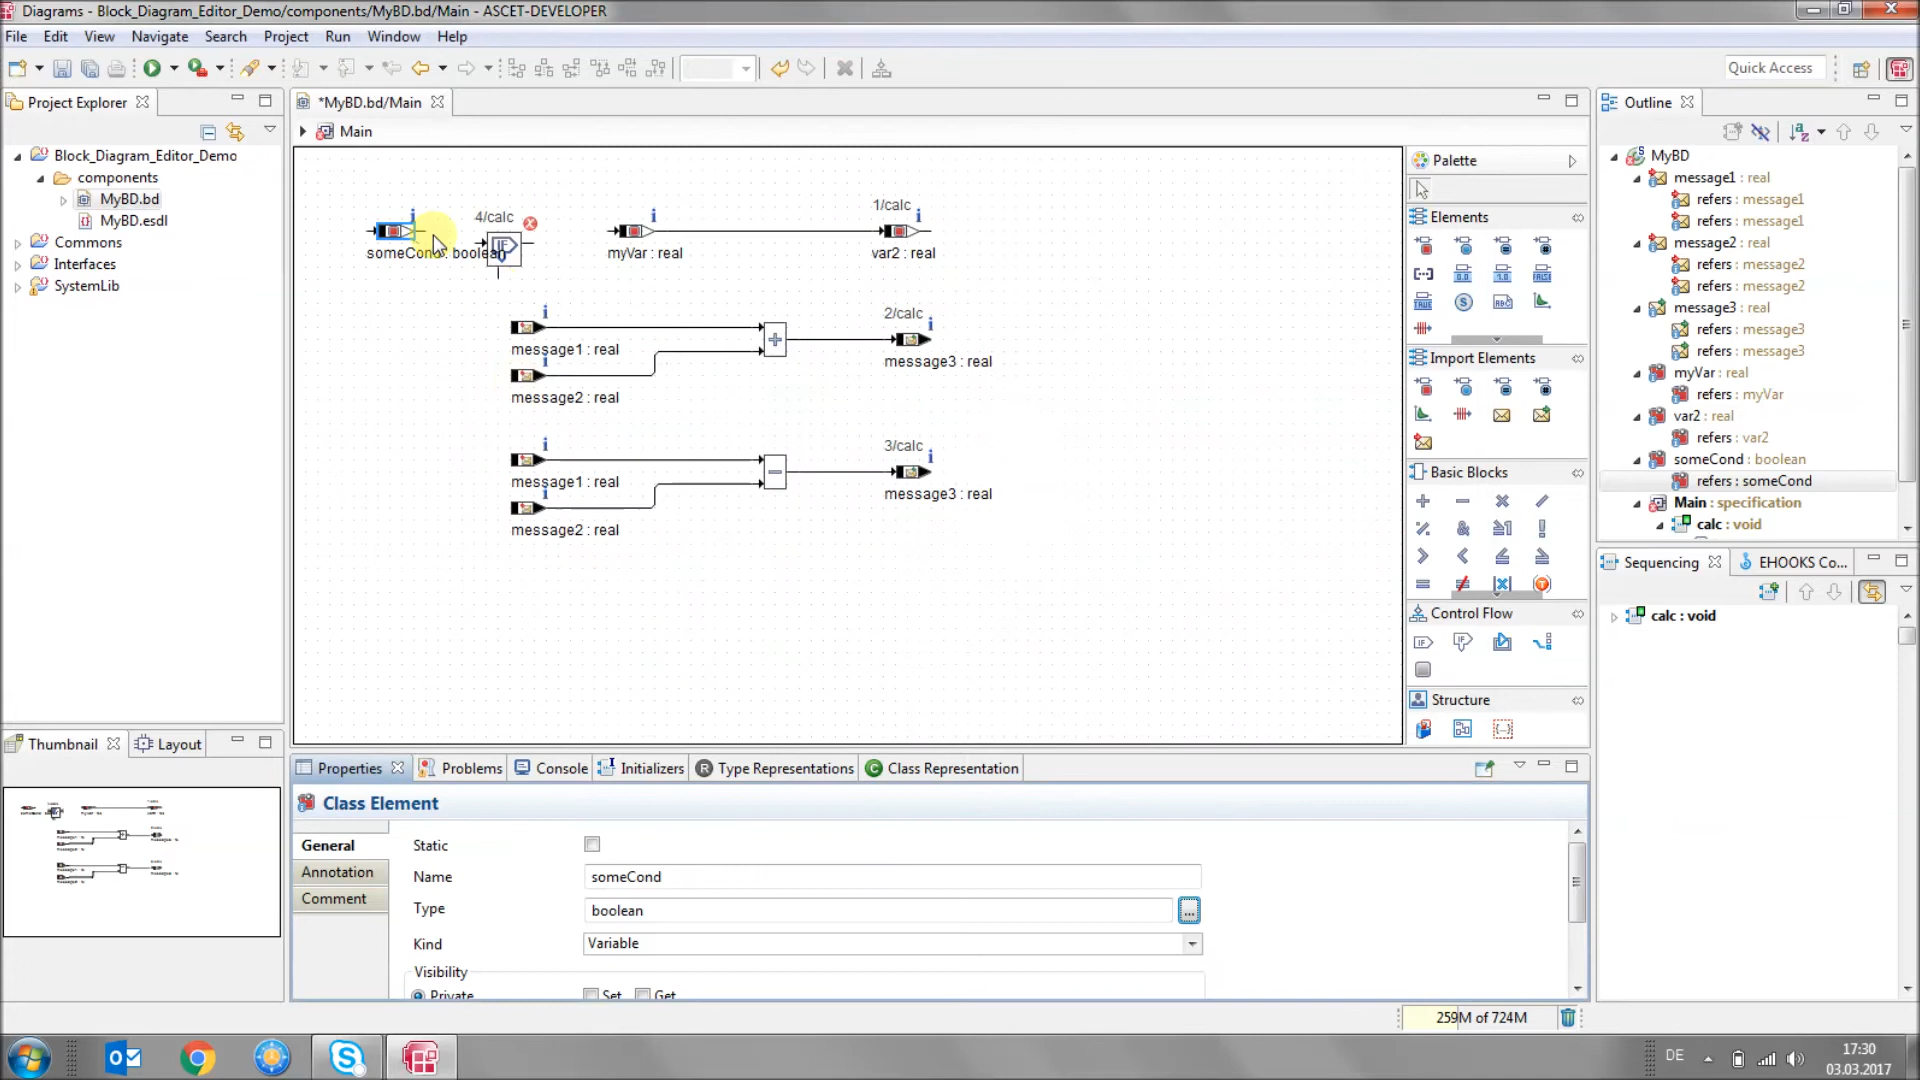 Diagrams - Block_Diagram_Editor_Demo/components/MyBD.bd/Main - ASCET-DEVELOPER
File Edit View Navigate Search Project Run Window Help
Quick Access
Project Explorer
Block_Diagram_Editor_Demo
components
MyBD.bd
MyBD.esdl
Commons
Interfaces
SystemLib
*MyBD.bd/Main
Main
someCond : boolean
4/calc
IF
myVar : real
1/calc
var2 : real
message1 : real
message2 : real
2/calc
message3 : real
message1 : real
message2 : real
3/calc
message3 : real
Palette
Elements
Import Elements
Basic Blocks
Control Flow
Structure
Outline
MyBD
message1 : real
refers : message1
refers : message1
message2 : real
refers : message2
refers : message2
message3 : real
refers : message3
refers : message3
myVar : real
refers : myVar
var2 : real
refers : var2
someCond : boolean
refers : someCond
Main : specification
calc : void
Sequencing
EHOOKS Co...
calc : void
Thumbnail
Layout
Properties
Problems
Console
Initializers
Type Representations
Class Representation
Class Element
General
Annotation
Comment
Static
Name
someCond
Type
boolean
...
Kind
Variable
Visibility
Private
Set
Get
259M of 724M
DE
17:30
03.03.2017